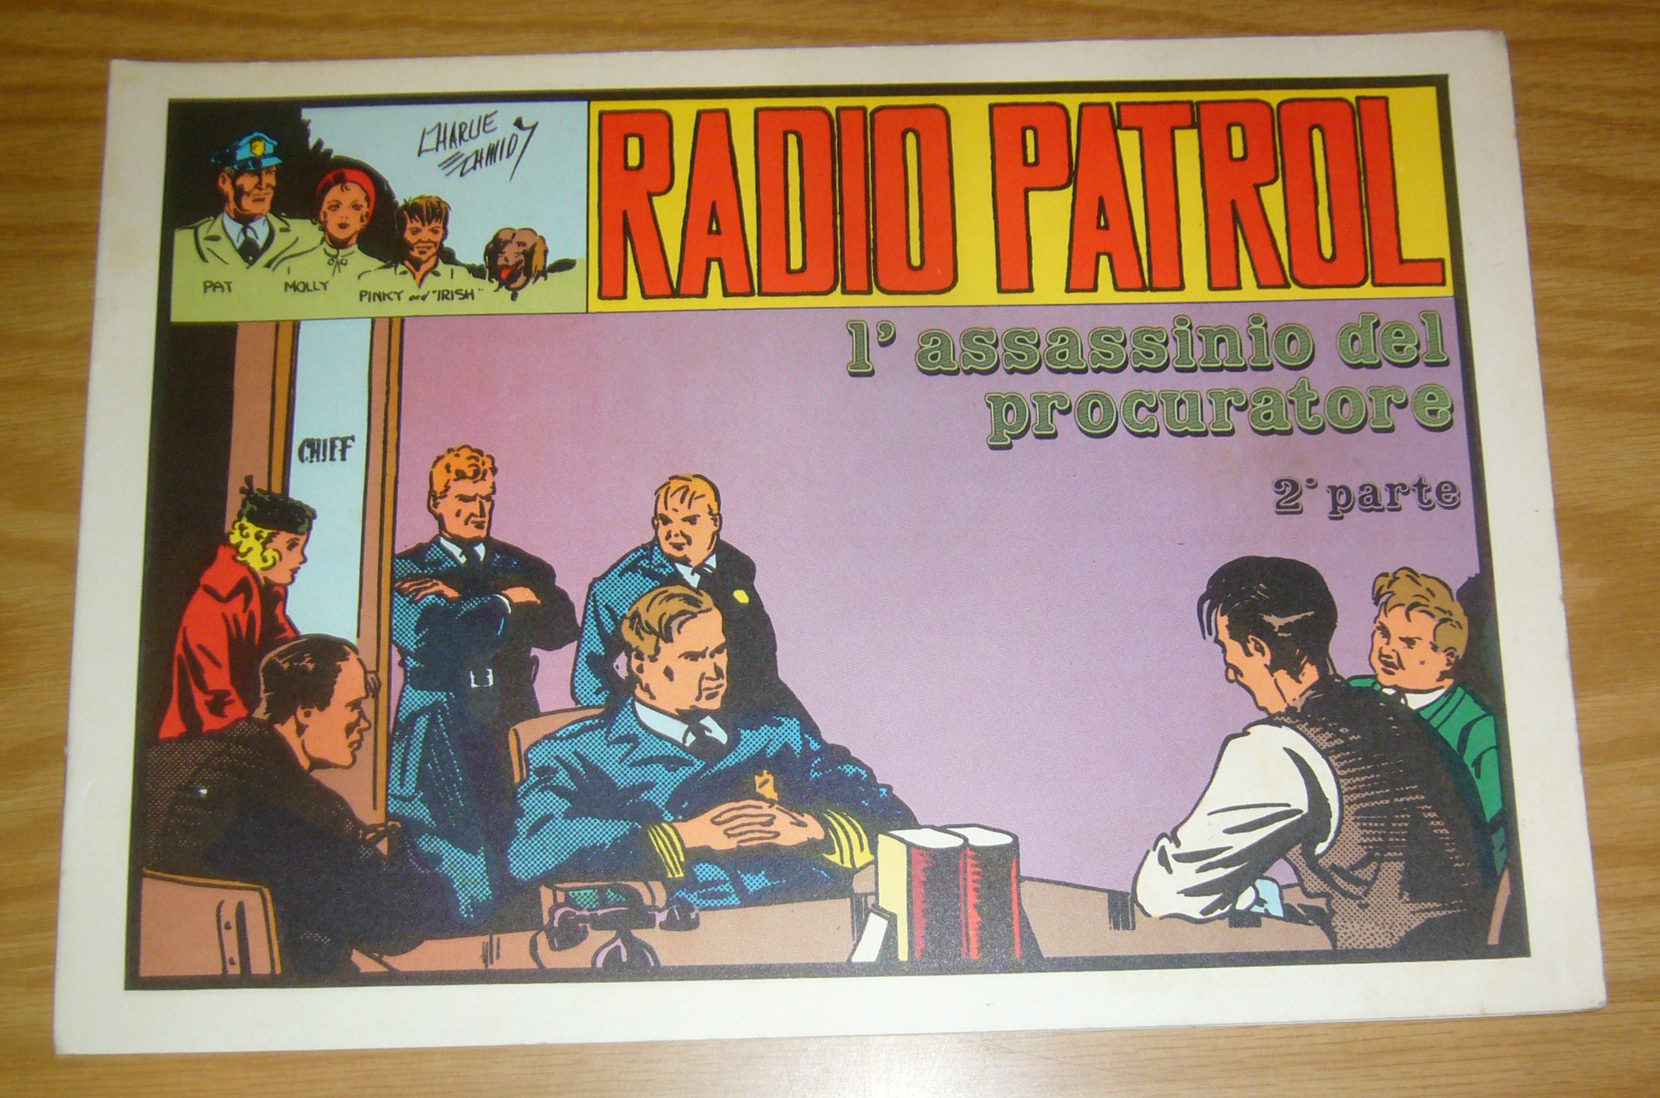 CHARLIE
SCHMIDT
RADIO PATROL
PAT
MOLLY
PINKY and "IRISH"
l'assassinio del
procuratore
2ª parte
CHIEF